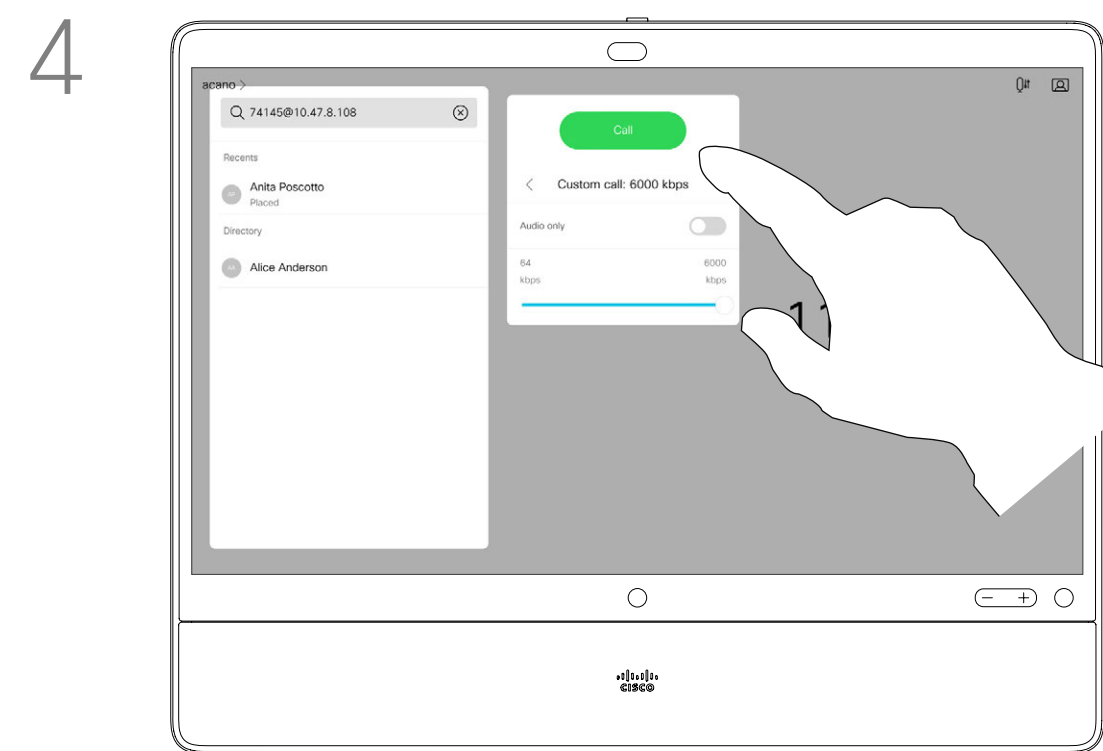 4
acano >
74145@10.47.8.108
Recents
Anita Poscotto
Placed
Directory
Alice Anderson
Call
Custom call: 6000 kbps
Audio only
64 6000
kbps kbps
CISCO